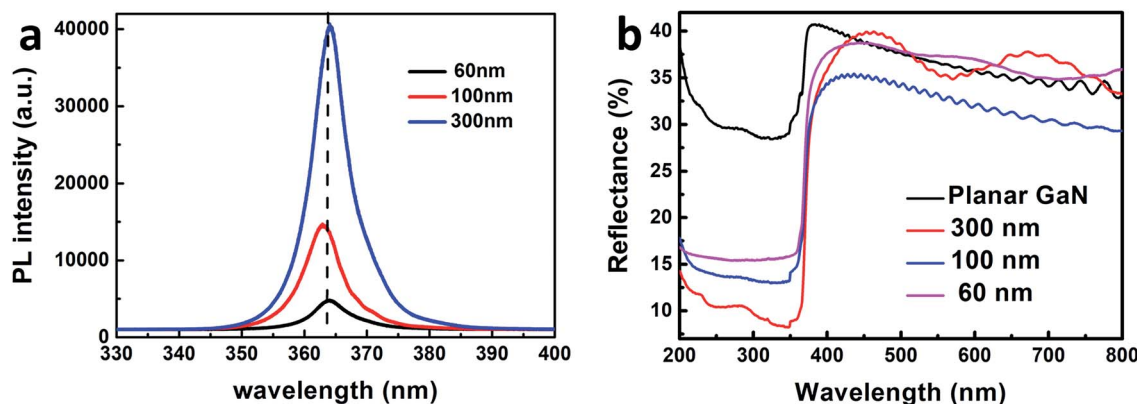 a
PL intensity (a.u.)
40000
30000
20000
10000
0
60nm
100nm
300nm
330 340 350 360 370 380 390 400
wavelength (nm)
b
Reflectance (%)
40
35
30
25
20
15
10
Planar GaN
300 nm
100 nm
60 nm
200 300 400 500 600 700 800
Wavelength (nm)